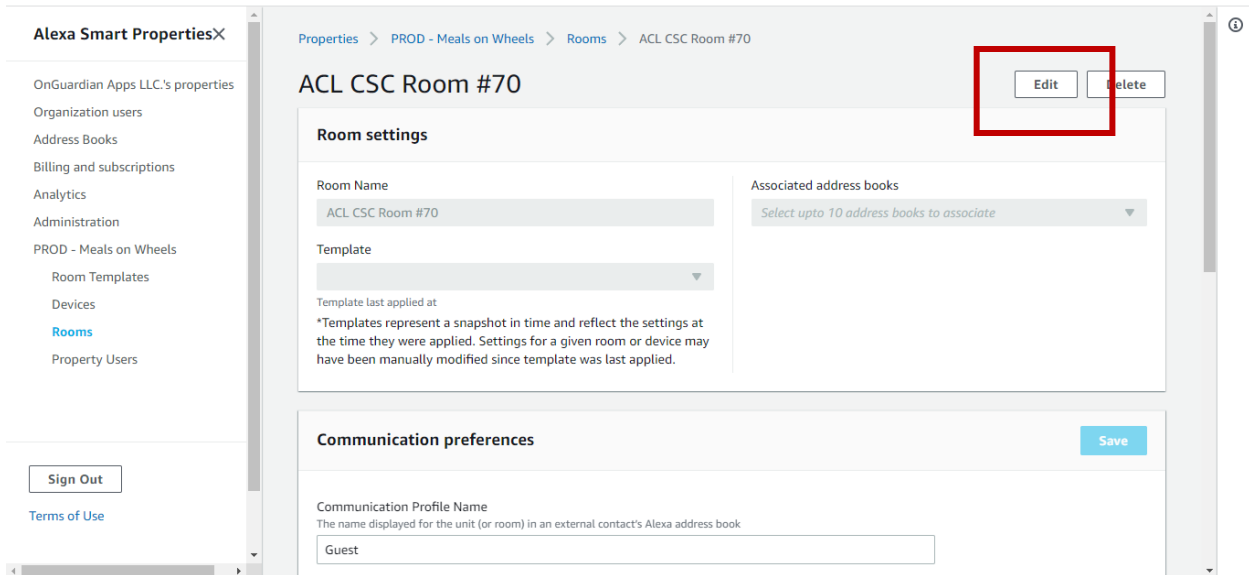 Alexa Smart Properties
OnGuardian Apps LLC.'s properties
Organization users
Address Books
Billing and subscriptions
Analytics
Administration
PROD - Meals on Wheels
Room Templates
Devices
Rooms
Property Users
Sign Out
Terms of Use
Properties > PROD - Meals on Wheels > Rooms > ACL CSC Room #70
ACL CSC Room #70
Edit
Delete
Room settings
Room Name
ACL CSC Room #70
Template
Template last applied at
*Templates represent a snapshot in time and reflect the settings at
the time they were applied. Settings for a given room or device may
have been manually modified since template was last applied.
Associated address books
Select upto 10 address books to associate
Communication preferences
Save
Communication Profile Name
The name displayed for the unit (or room) in an external contact's Alexa address book
Guest